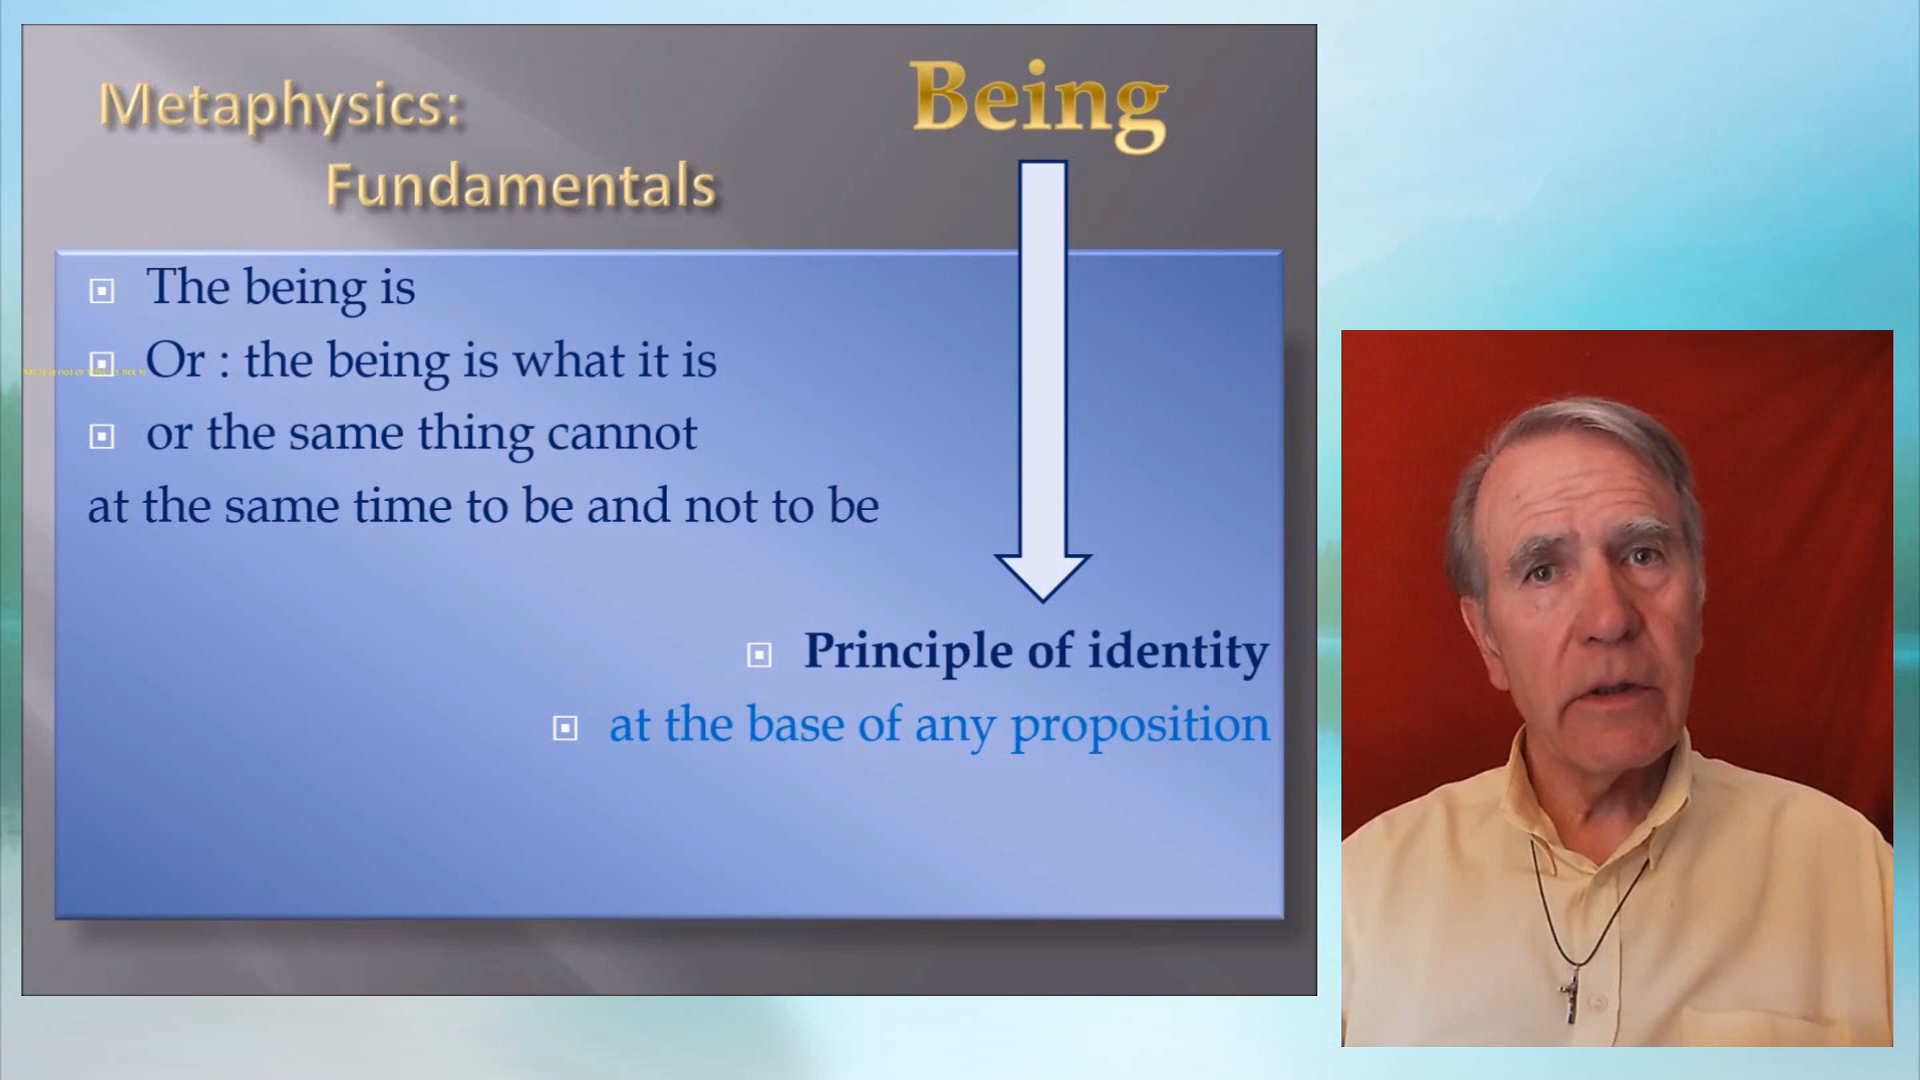 Metaphysics:
Fundamentals
Being
The being is
Or : the being is what it is
or the same thing cannot
at the same time to be and not to be
Principle of identity
at the base of any proposition